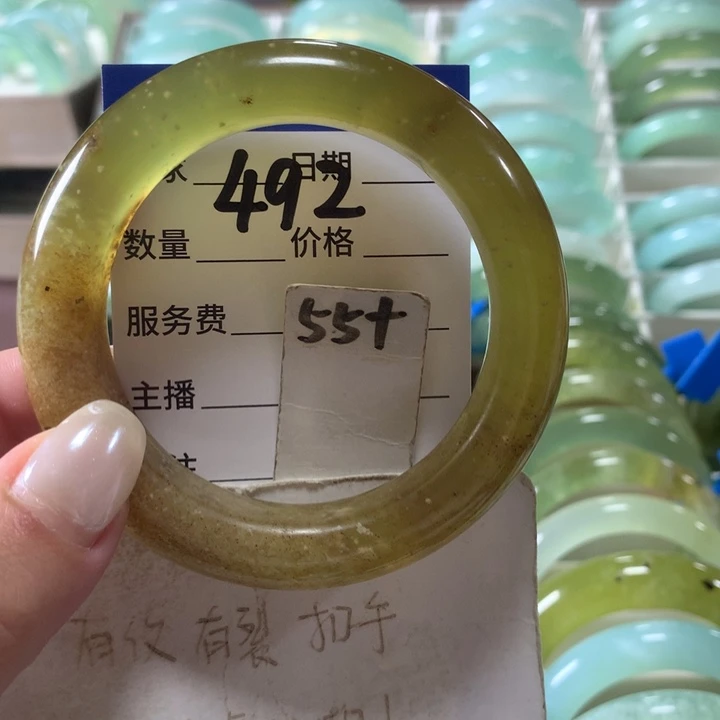 家 492 日期
数量 价格
服务费 55+
主播
注
有纹 有裂 扣手